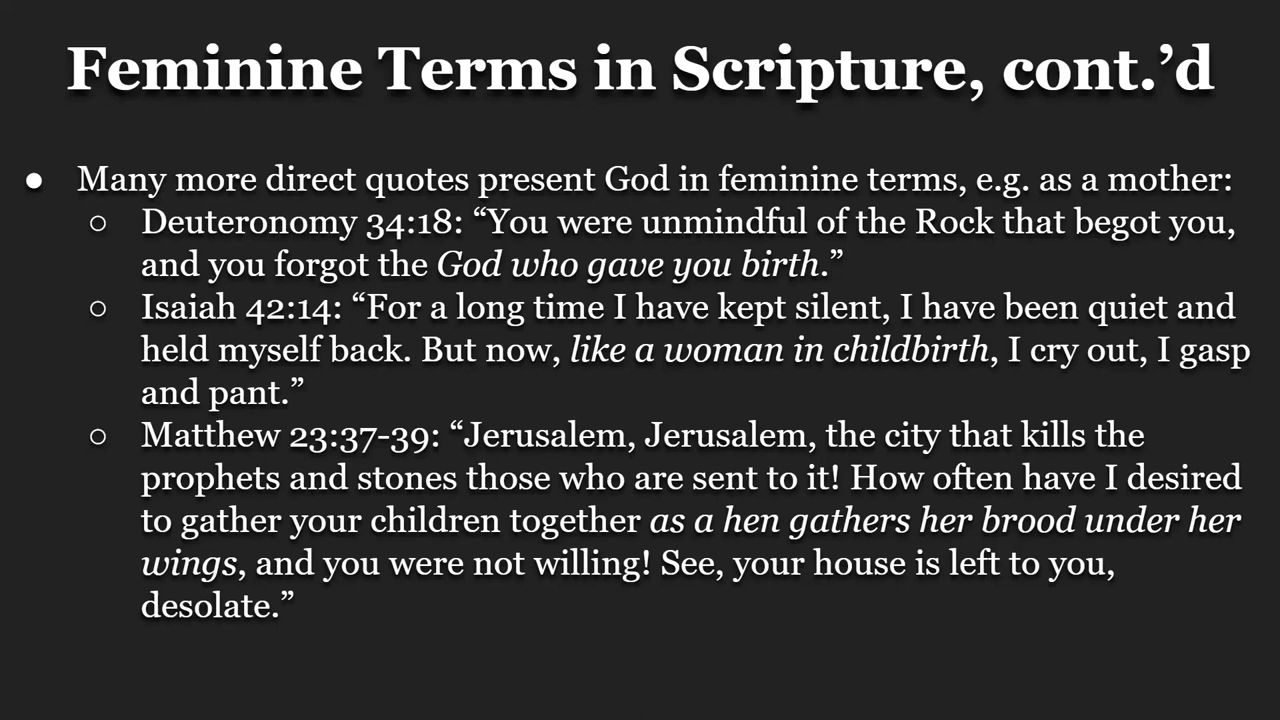 Feminine Terms in Scripture, cont.’d
● Many more direct quotes present God in feminine terms, e.g. as a mother:
○ Deuteronomy 34:18: “You were unmindful of the Rock that begot you,
and you forgot the God who gave you birth.”
○ Isaiah 42:14: “For a long time I have kept silent, I have been quiet and
held myself back. But now, like a woman in childbirth, I cry out, I gasp
and pant.”
○ Matthew 23:37-39: “Jerusalem, Jerusalem, the city that kills the
prophets and stones those who are sent to it! How often have I desired
to gather your children together as a hen gathers her brood under her
wings, and you were not willing! See, your house is left to you,
desolate.”